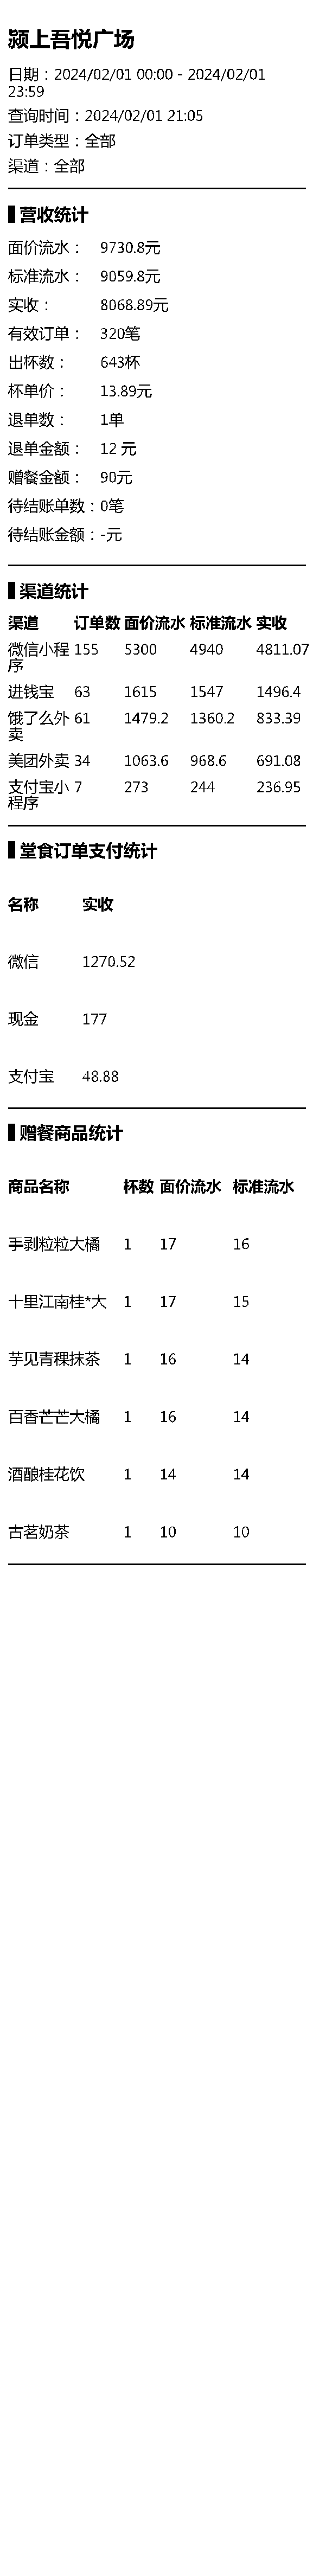 颍上吾悦广场
日期：2024/02/01 00:00 - 2024/02/01
23:59
查询时间：2024/02/01 21:05
订单类型：全部
渠道：全部
营收统计
面价流水： 9730.8元
标准流水： 9059.8元
实收： 8068.89元
有效订单： 320笔
出杯数： 643杯
杯单价： 13.89元
退单数： 1单
退单金额： 12 元
赠餐金额： 90元
待结账单数：0笔
待结账金额：-元
渠道统计
渠道 订单数 面价流水 标准流水 实收
微信小程 155 5300 4940 4811.07
序
进钱宝 63 1615 1547 1496.4
饿了么外 61 1479.2 1360.2 833.39
卖
美团外卖 34 1063.6 968.6 691.08
支付宝小 7 273 244 236.95
程序
堂食订单支付统计
名称 实收
微信 1270.52
现金 177
支付宝 48.88
赠餐商品统计
商品名称 杯数 面价流水 标准流水
手剥粒粒大橘 1 17 16
十里江南桂*大 1 17 15
芋见青稞抹茶 1 16 14
百香芒芒大橘 1 16 14
酒酿桂花饮 1 14 14
古茗奶茶 1 10 10